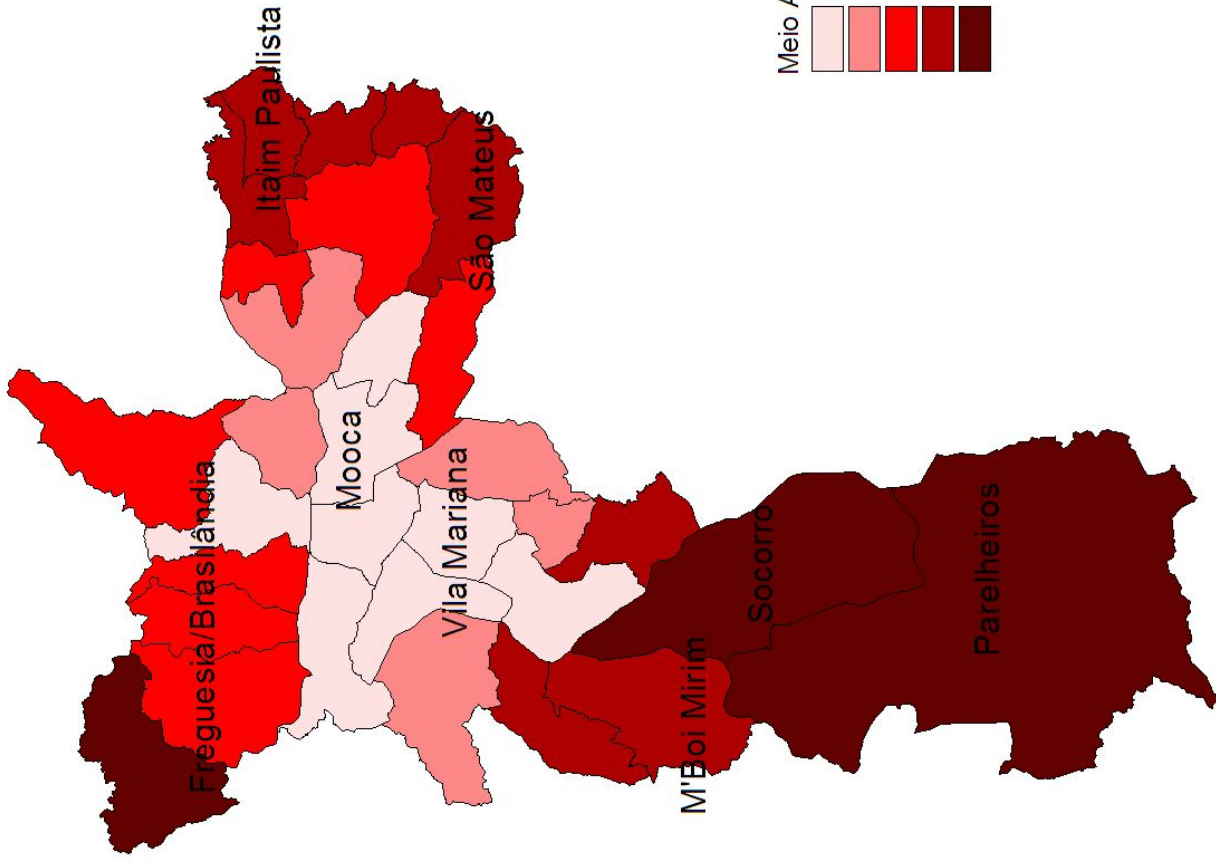 Itaim Paulista
São Mateus
Mooca
Freguesia/Brasilândia
Vila Mariana
Socorro
Parelheiros
M'Boi Mirim
Meio